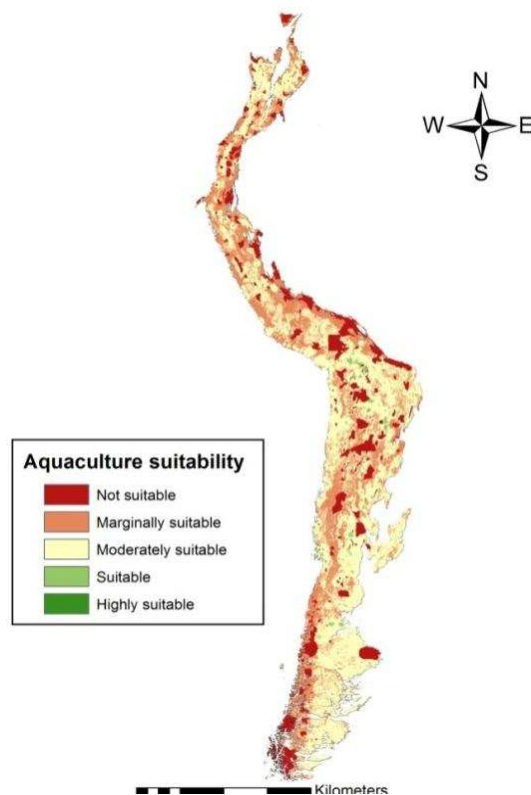 N
W E
S
Aquaculture suitability
Not suitable
Marginally suitable
Moderately suitable
Suitable
Highly suitable
Kilometers